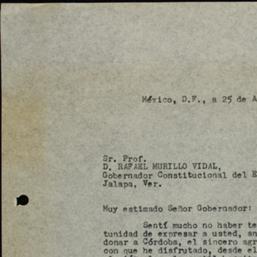 México, D.F., a 25 de A
Sr. Prof.
D. RAFAEL MURILLO VIDAL,
Gobernador Constitucional del E
Jalapa, Ver.
Muy estimado Señor Gobernador:
Sentí mucho no haber te
tunidad de expresar a usted, an
donar a Córdoba, el sincero agr
con que he disfrutado, desde el